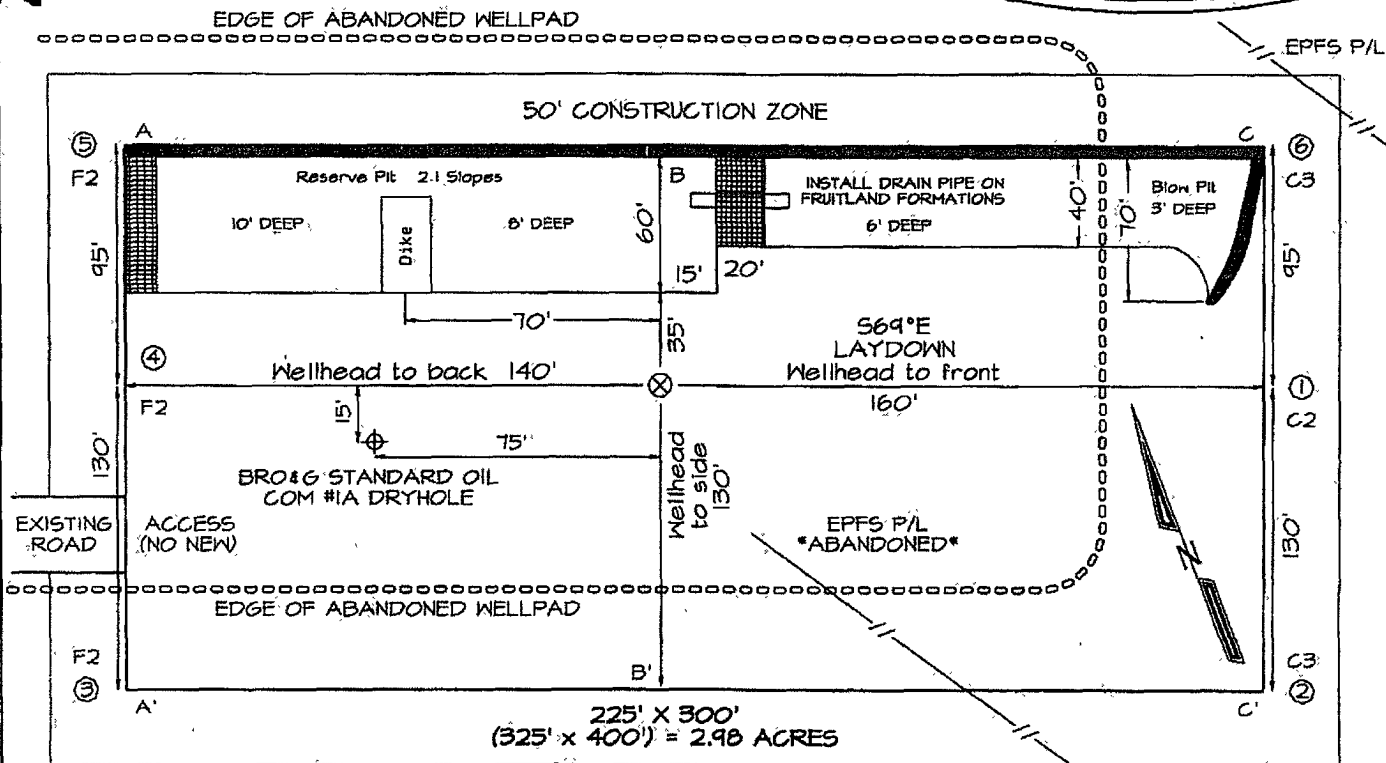 EDGE OF ABANDONED WELLPAD
EPFS P/L
50' CONSTRUCTION ZONE
5
A
C
6
F2
Reserve Pit 2.1 Slopes
B
INSTALL DRAIN PIPE ON
FRUITLAND FORMATIONS
40'
70'
Blow Pit
3' DEEP
C3
10' DEEP
Dike
8' DEEP
60'
6' DEEP
95'
15'
20'
95'
70'
35'
S69°E
LAYDOWN
4
Wellhead to back 140'
Wellhead to front
1
F2
160'
C2
15'
75'
130'
BRO&G STANDARD OIL
COM #1A DRYHOLE
Wellhead
to side
130'
EXISTING
ROAD
ACCESS
(NO NEW)
EPFS P/L
*ABANDONED*
N
130'
EDGE OF ABANDONED WELLPAD
F2
C3
3
A'
B'
C'
2
225' X 300'
(325' x 400') = 2.98 ACRES